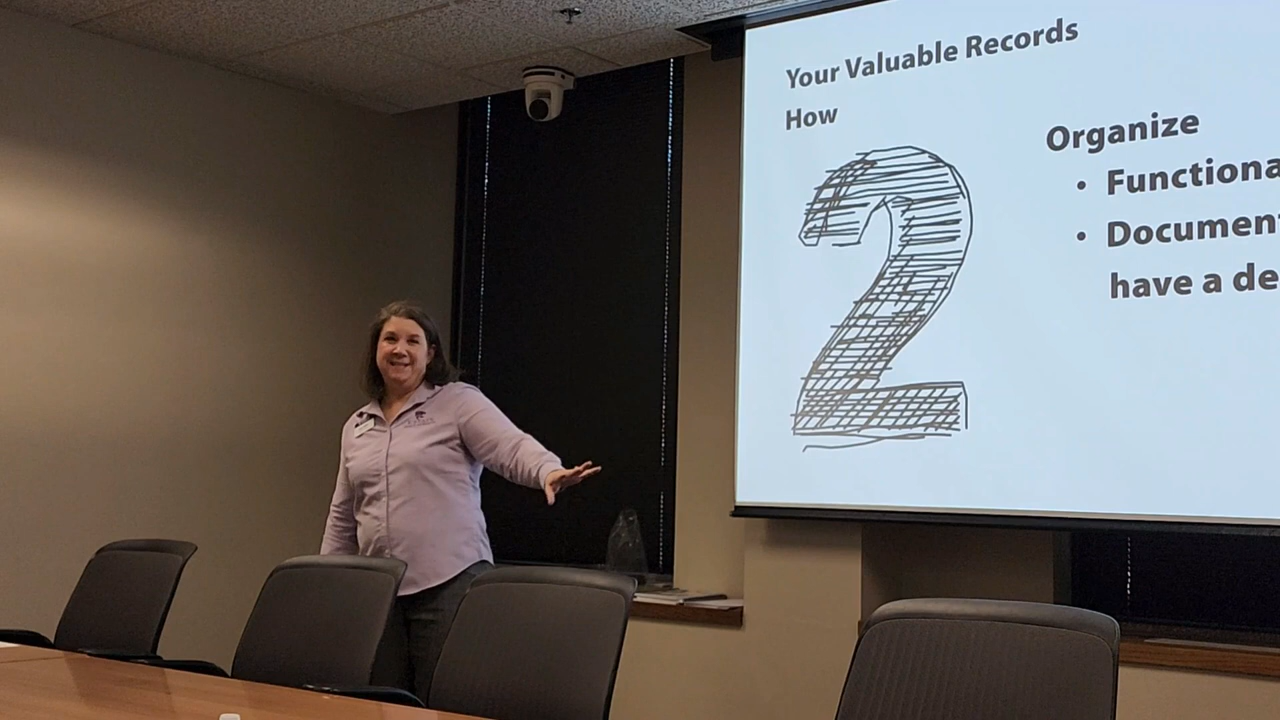 Your Valuable Records
How
2
Organize
• Functiona
• Document
have a de